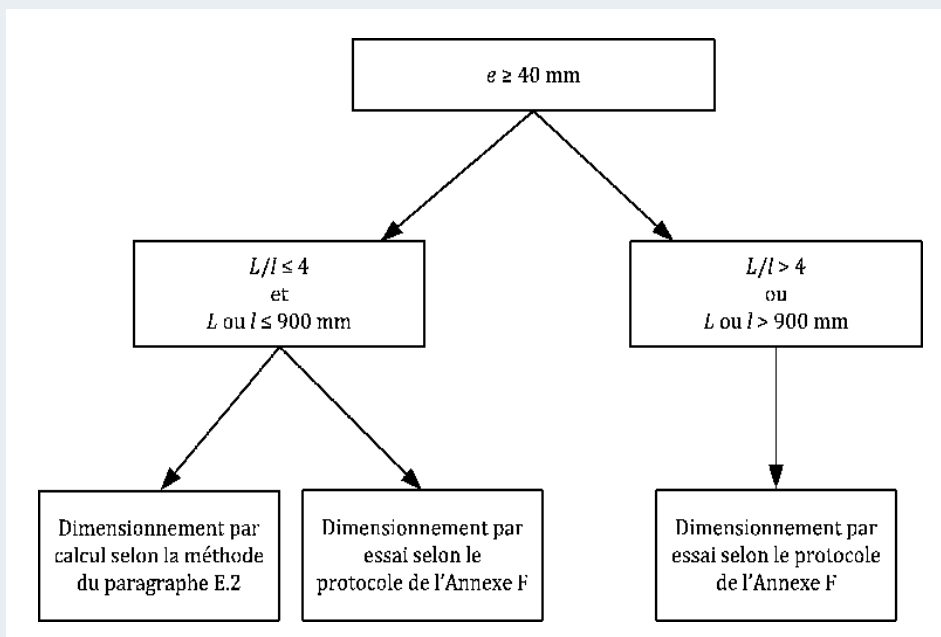 e ≥ 40 mm
L/l ≤ 4
et
L ou l ≤ 900 mm
L/l > 4
ou
L ou l > 900 mm
Dimensionnement par
calcul selon la méthode
du paragraphe E.2
Dimensionnement par
essai selon le
protocole de l'Annexe F
Dimensionnement par
essai selon le protocole
de l'Annexe F